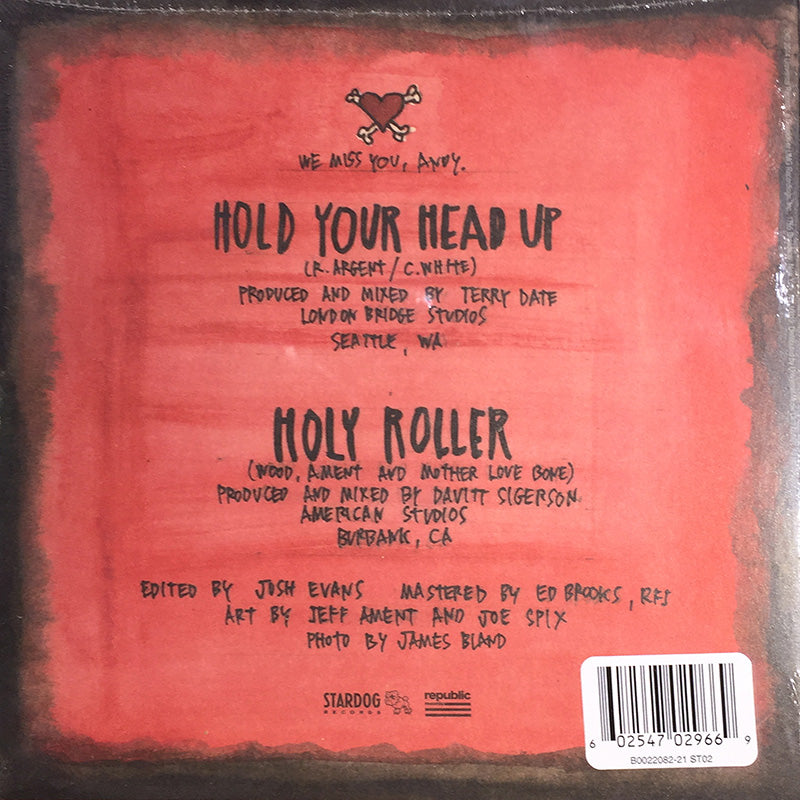 WE MISS YOU, ANDY.
HOLD YOUR HEAD UP
(R. ARGENT / C. WHITE)
PRODUCED AND MIXED BY TERRY DATE
LONDON BRIDGE STUDIOS
SEATTLE, WA
HOLY ROLLER
(WOOD, AMENT AND MOTHER LOVE BONE)
PRODUCED AND MIXED BY DAVITT SIGERSON
AMERICAN STUDIOS
BURBANK, CA
EDITED BY JOSH EVANS MASTERED BY ED BROOKS, RFI
ART BY JEFF AMENT AND JOE SPIX
PHOTO BY JAMES BLAND
STARDOG
RECORDS
republic
6 02547 02966 9
B0022082-21 ST02